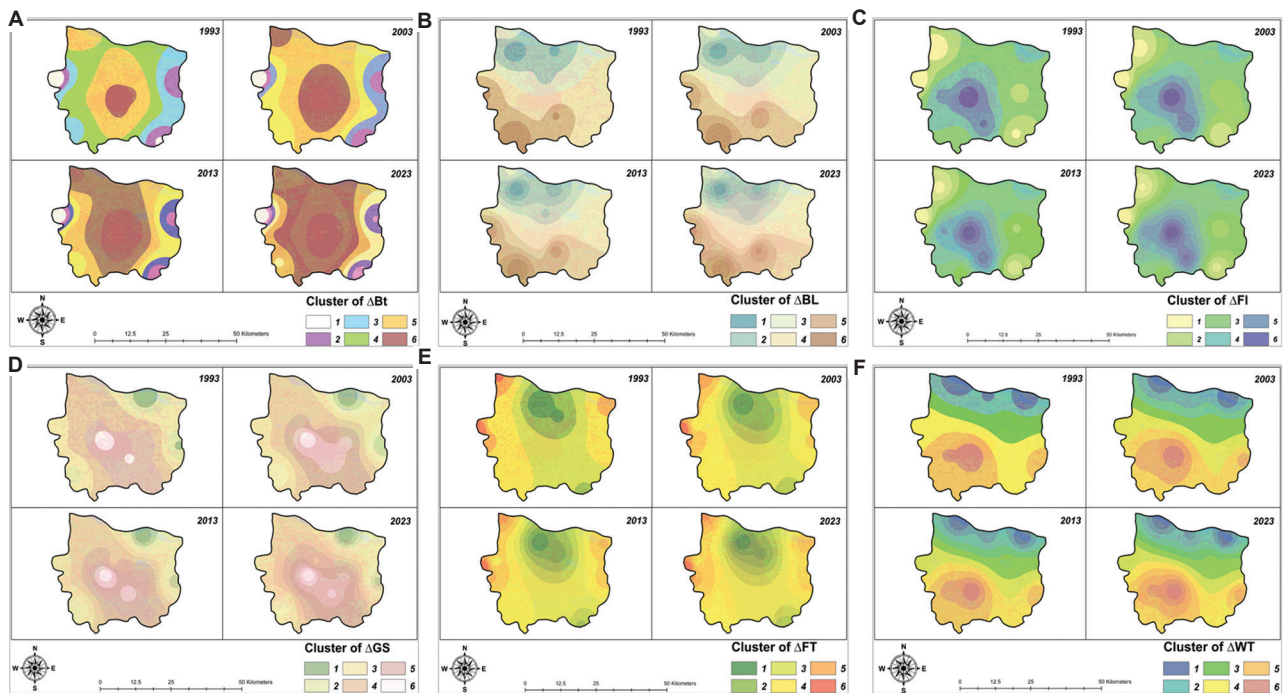 A
1993
2003
2013
2023
N
W E
S
0 12.5 25 50 Kilometers
Cluster of ΔBt
1 3 5
2 4 6
B
1993
2003
2013
2023
N
W E
S
0 12.5 25 50 Kilometers
Cluster of ΔBL
1 3 5
2 4 6
C
1993
2003
2013
2023
N
W E
S
0 12.5 25 50 Kilometers
Cluster of ΔFI
1 3 5
2 4 6
D
1993
2003
2013
2023
N
W E
S
0 12.5 25 50 Kilometers
Cluster of ΔGS
1 3 5
2 4 6
E
1993
2003
2013
2023
N
W E
S
0 12.5 25 50 Kilometers
Cluster of ΔFT
1 3 5
2 4 6
F
1993
2003
2013
2023
N
W E
S
0 12.5 25 50 Kilometers
Cluster of ΔWT
1 3 5
2 4 6